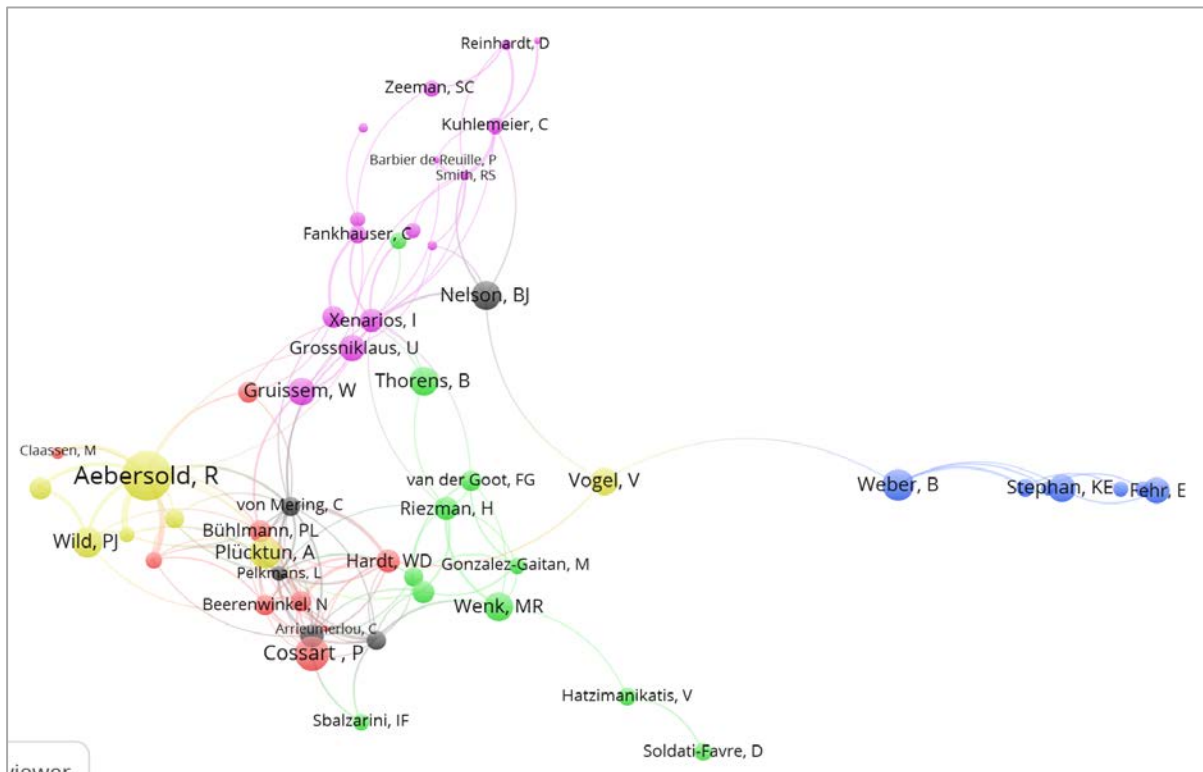 Reinhardt, D
Zeeman, SC
Kuhlemeier, C
Barbier de Reuille, P
Smith, RS
Fankhauser, C
Nelson, BJ
Xenarios, I
Grossniklaus, U
Thorens, B
Gruissem, W
Claassen, M
Aebersold, R
van der Goot, FG
Vogel, V
Weber, B
Stephan, KE
Fehr, E
von Mering, C
Riezman, H
Bühlmann, PL
Wild, PJ
Plücktun, A
Hardt, WD
Gonzalez-Gaitan, M
Pelkmans, L
Beerenwinkel, N
Wenk, MR
Arrieumerlou, C
Cossart , P
Hatzimanikatis, V
Sbalzarini, IF
Soldati-Favre, D